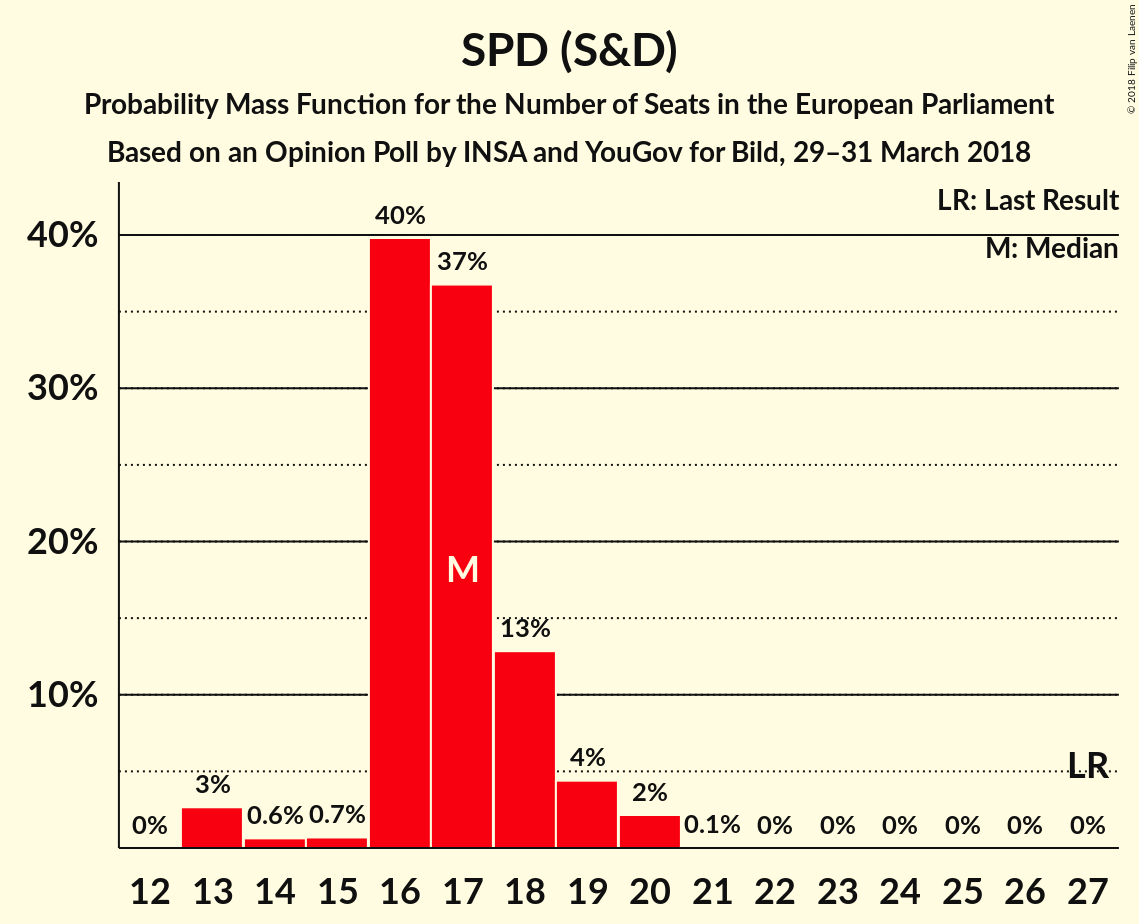 SPD (S&D)
Probability Mass Function for the Number of Seats in the European Parliament
Based on an Opinion Poll by INSA and YouGov for Bild, 29–31 March 2018
© 2018 Filip van Laenen
LR: Last Result
M: Median
40%
30%
20%
10%
0%
3%
0.6%
0.7%
40%
37%
13%
4%
2%
0.1%
0%
0%
0%
0%
0%
0%
M
LR
12 13 14 15 16 17 18 19 20 21 22 23 24 25 26 27